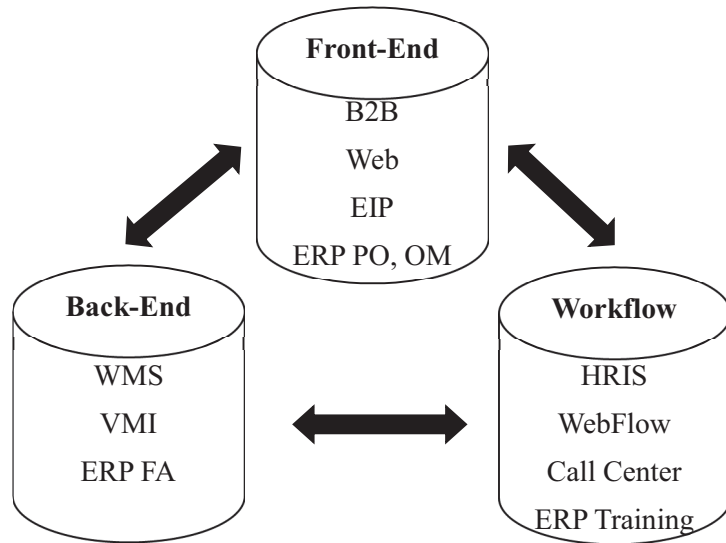 Front-End
B2B
Web
EIP
ERP PO, OM
Back-End
WMS
VMI
ERP FA
Workflow
HRIS
WebFlow
Call Center
ERP Training